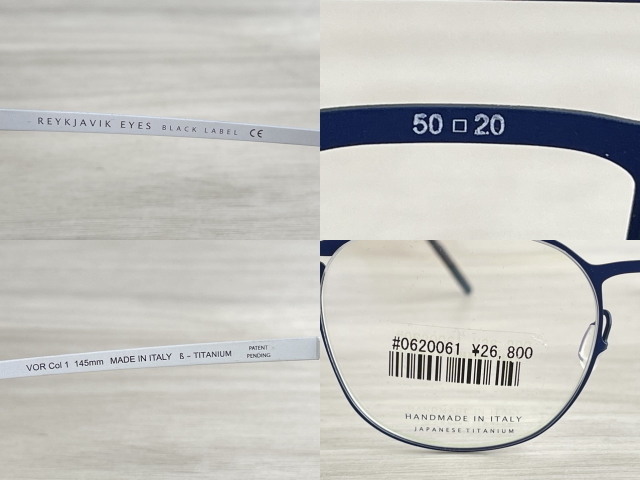 REYKJAVIK EYES BLACK LABEL CE
50 □ 20
VOR Col 1 145mm MADE IN ITALY ß - TITANIUM PATENT PENDING
#0620061 ¥26,800
HANDMADE IN ITALY
JAPANESE TITANIUM